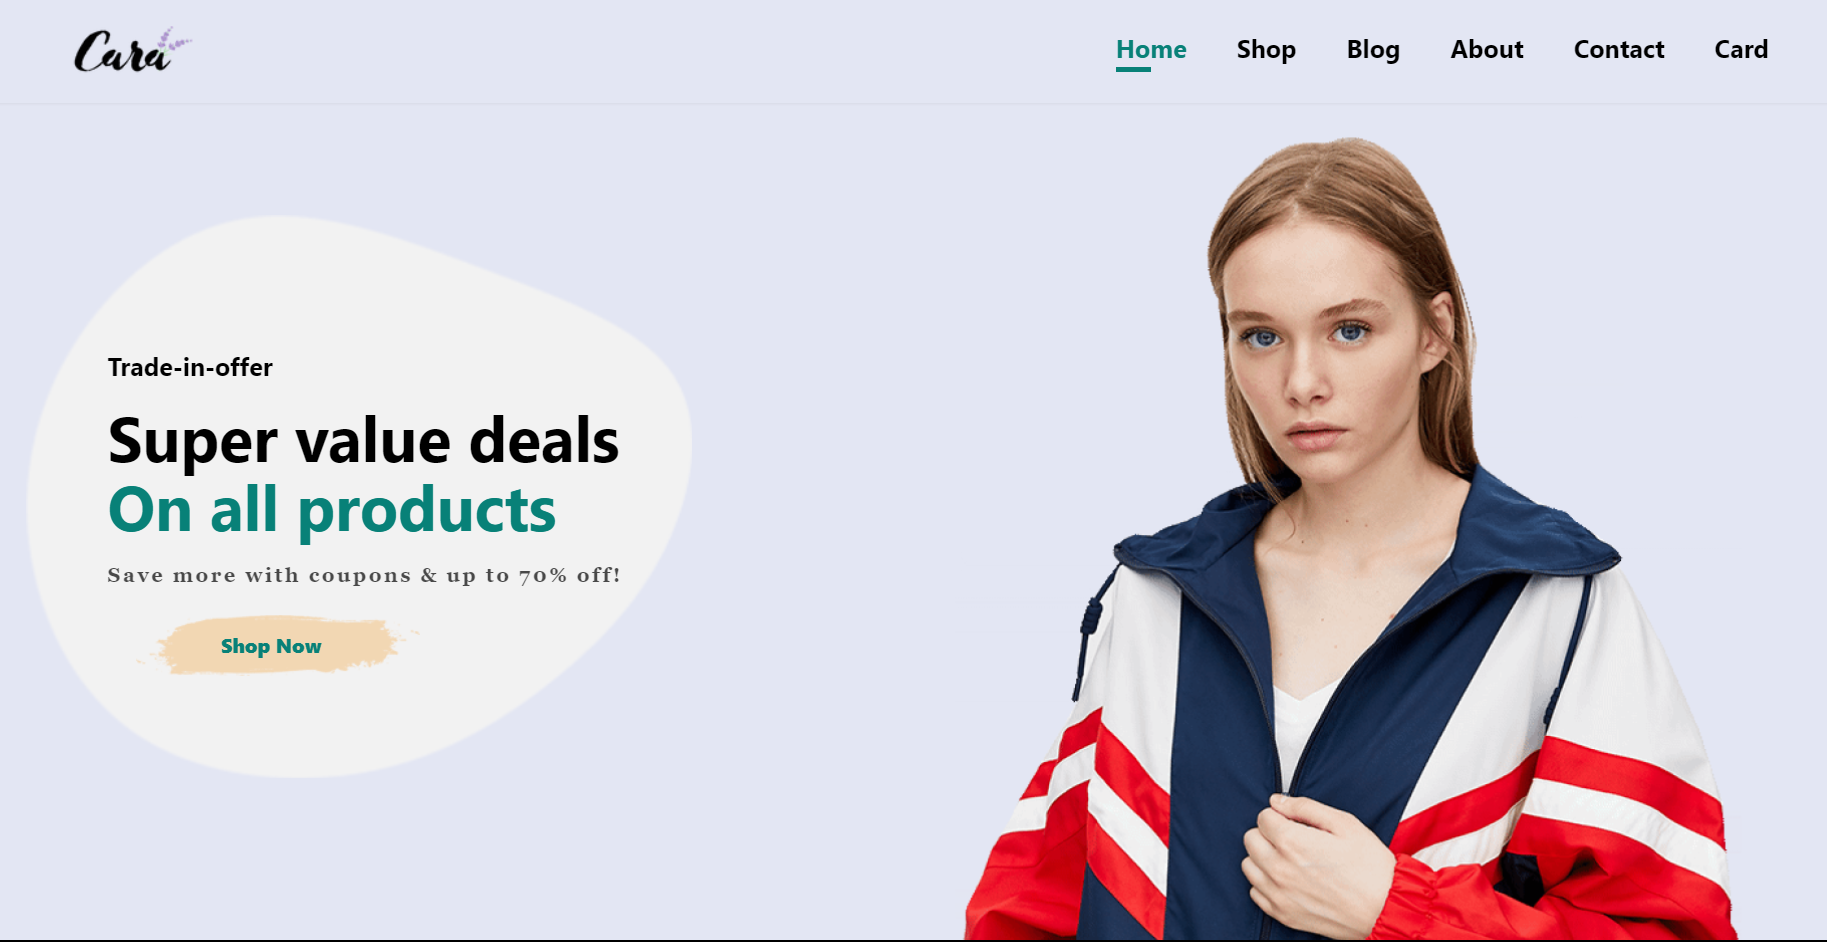 Cara
Home Shop Blog About Contact Card
Trade-in-offer
Super value deals
On all products
Save more with coupons & up to 70% off!
Shop Now